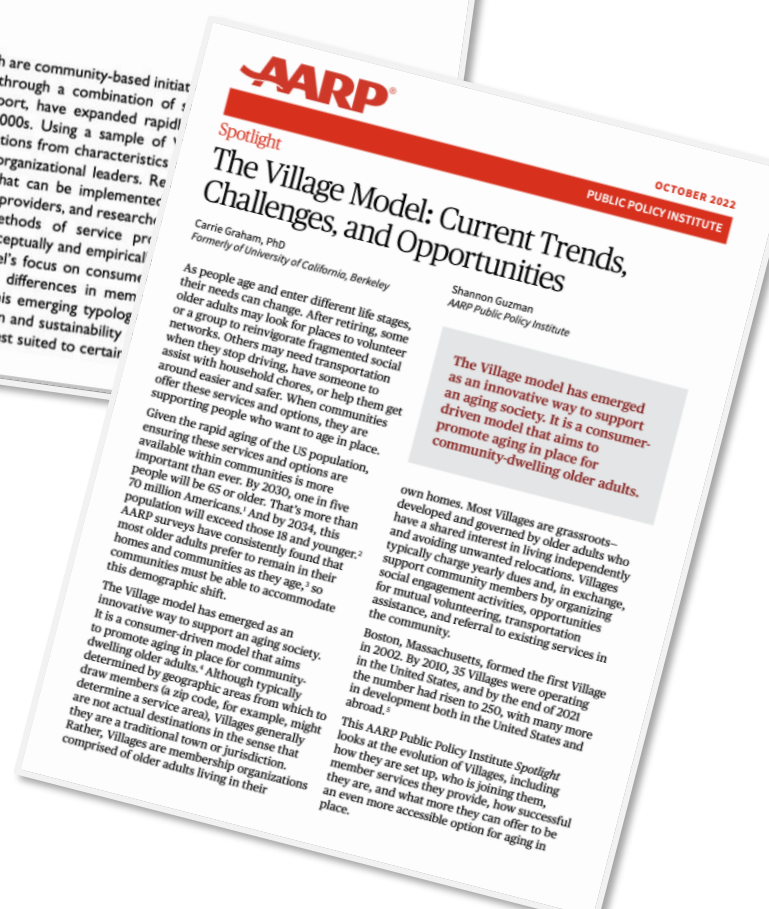 h are community-based initiat
through a combination of s
port, have expanded rapidl
000s. Using a sample of V
tions from characteristics
organizational leaders. Re
hat can be implemented
providers, and researche
ethods of service pro
ceptually and empirical
el's focus on consume
differences in mem
is emerging typolog
n and sustainability
est suited to certain
AARP®
OCTOBER 2022
PUBLIC POLICY INSTITUTE
Spotlight
The Village Model: Current Trends,
Challenges, and Opportunities
Carrie Graham, PhD
Formerly of University of California, Berkeley
Shannon Guzman
AARP Public Policy Institute
As people age and enter different life stages,
their needs can change. After retiring, some
older adults may look for places to volunteer
or a group to reinvigorate fragmented social
networks. Others may need transportation
when they stop driving, have someone to
assist with household chores, or help them get
around easier and safer. When communities
offer these services and options, they are
supporting people who want to age in place.
Given the rapid aging of the US population,
ensuring these services and options are
available within communities is more
important than ever. By 2030, one in five
people will be 65 or older. That's more than
70 million Americans.¹ And by 2034, this
population will exceed those 18 and younger.²
AARP surveys have consistently found that
most older adults prefer to remain in their
homes and communities as they age,³ so
communities must be able to accommodate
this demographic shift.
The Village model has emerged as an
innovative way to support an aging society.
It is a consumer-driven model that aims
to promote aging in place for community-
dwelling older adults.⁴ Although typically
determined by geographic areas from which to
draw members (a zip code, for example, might
determine a service area), Villages generally
are not actual destinations in the sense that
they are a traditional town or jurisdiction.
Rather, Villages are membership organizations
comprised of older adults living in their
The Village model has emerged
as an innovative way to support
an aging society. It is a consumer-
driven model that aims to
promote aging in place for
community-dwelling older adults.
own homes. Most Villages are grassroots—
developed and governed by older adults who
have a shared interest in living independently
and avoiding unwanted relocations. Villages
typically charge yearly dues and, in exchange,
support community members by organizing
social engagement activities, opportunities
for mutual volunteering, transportation
assistance, and referral to existing services in
the community.
Boston, Massachusetts, formed the first Village
in 2002. By 2010, 35 Villages were operating
in the United States, and by the end of 2021
the number had risen to 250, with many more
in development both in the United States and
abroad.⁵
This AARP Public Policy Institute Spotlight
looks at the evolution of Villages, including
how they are set up, who is joining them,
member services they provide, how successful
they are, and what more they can offer to be
an even more accessible option for aging in
place.